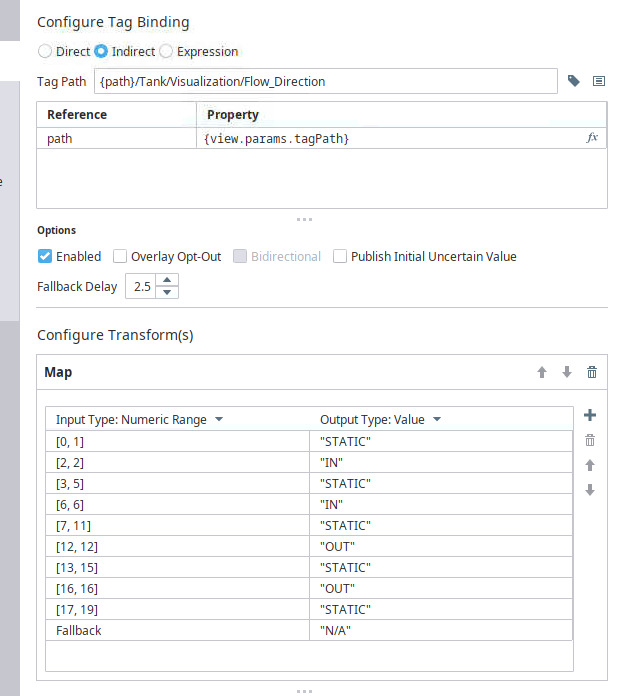 Configure Tag Binding
Direct Indirect Expression
Tag Path {path}/Tank/Visualization/Flow_Direction
Reference Property
path {view.params.tagPath} fx
Options
Enabled Overlay Opt-Out Bidirectional Publish Initial Uncertain Value
Fallback Delay 2.5
Configure Transform(s)
Map
Input Type: Numeric Range Output Type: Value
[0, 1] "STATIC"
[2, 2] "IN"
[3, 5] "STATIC"
[6, 6] "IN"
[7, 11] "STATIC"
[12, 12] "OUT"
[13, 15] "STATIC"
[16, 16] "OUT"
[17, 19] "STATIC"
Fallback "N/A"